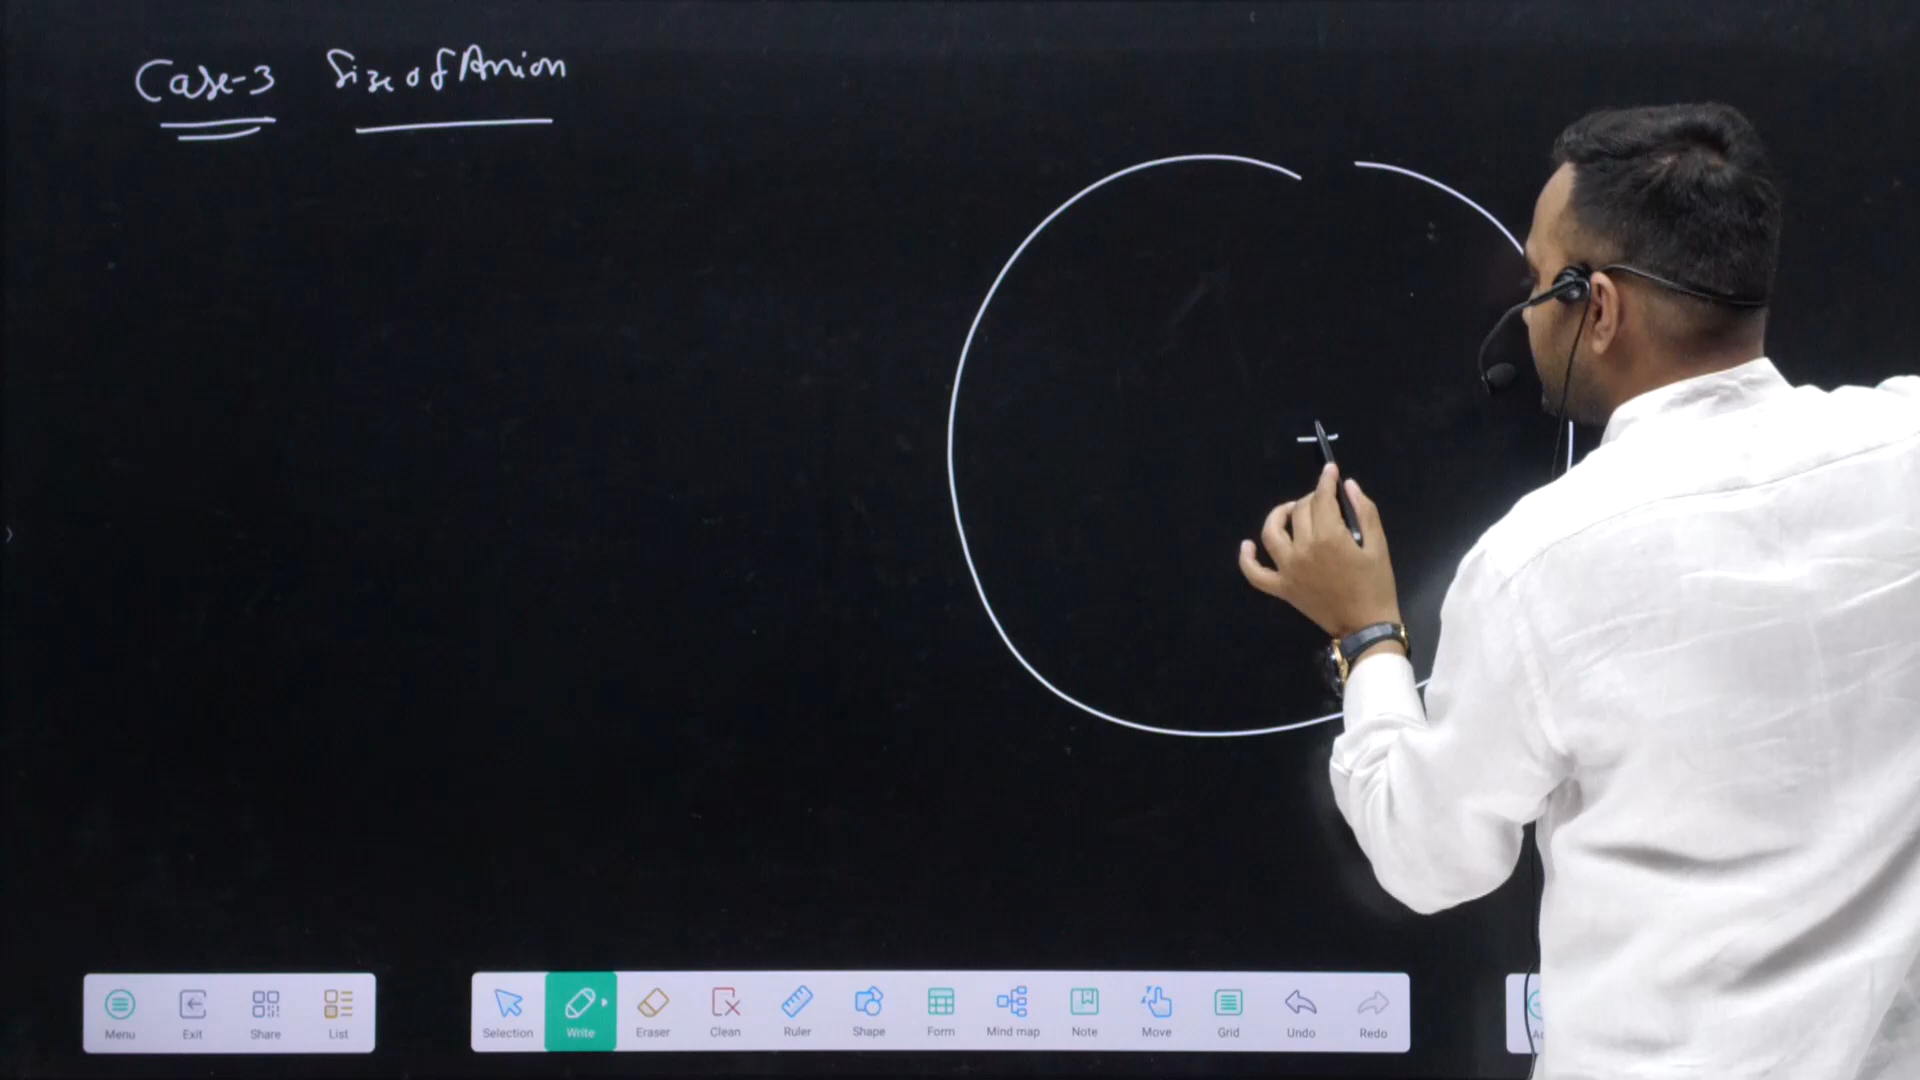 Case-3 Size of Anion
Menu Exit Share List
Selection Write Eraser Clean Ruler Shape Form Mind map Note Move Grid Undo Redo